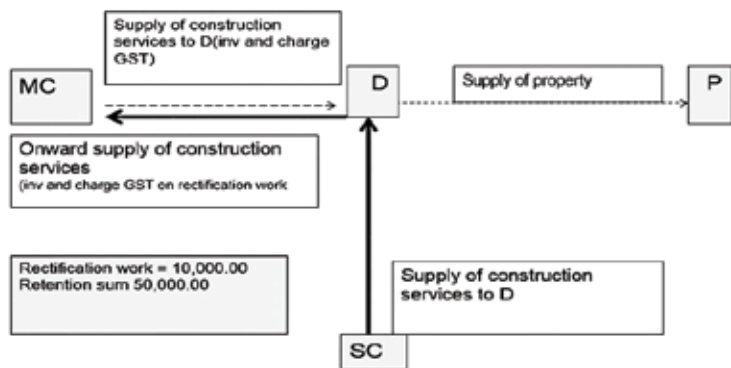 Supply of construction
services to D(inv and charge
GST)
MC
D
Supply of property
P
Onward supply of construction
services
(inv and charge GST on rectification work
Rectification work = 10,000.00
Retention sum 50,000.00
Supply of construction
services to D
SC